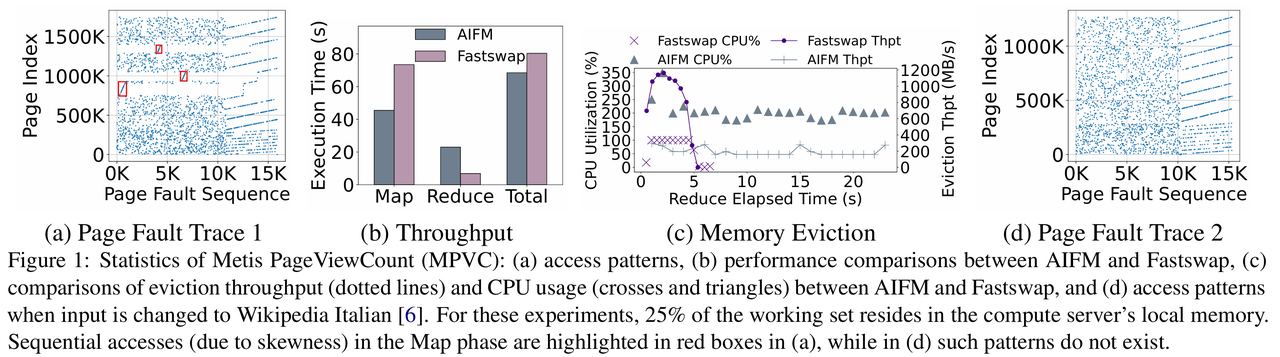 1500K
1000K
500K
0
Page Index
0K 5K 10K 15K
Page Fault Sequence
(a) Page Fault Trace 1
AIFM
Fastswap
80
60
40
20
0
Execution Time (s)
Map Reduce Total
(b) Throughput
Fastswap CPU% Fastswap Thpt
AIFM CPU% AIFM Thpt
350
300
250
200
150
100
50
0
CPU Utilization (%)
1200
1000
800
600
400
200
0
Eviction Thpt (MB/s)
0 5 10 15 20
Reduce Elapsed Time (s)
(c) Memory Eviction
1000K
500K
0
Page Index
0K 5K 10K 15K
Page Fault Sequence
(d) Page Fault Trace 2
Figure 1: Statistics of Metis PageViewCount (MPVC): (a) access patterns, (b) performance comparisons between AIFM and Fastswap, (c)
comparisons of eviction throughput (dotted lines) and CPU usage (crosses and triangles) between AIFM and Fastswap, and (d) access patterns
when input is changed to Wikipedia Italian [6]. For these experiments, 25% of the working set resides in the compute server's local memory.
Sequential accesses (due to skewness) in the Map phase are highlighted in red boxes in (a), while in (d) such patterns do not exist.